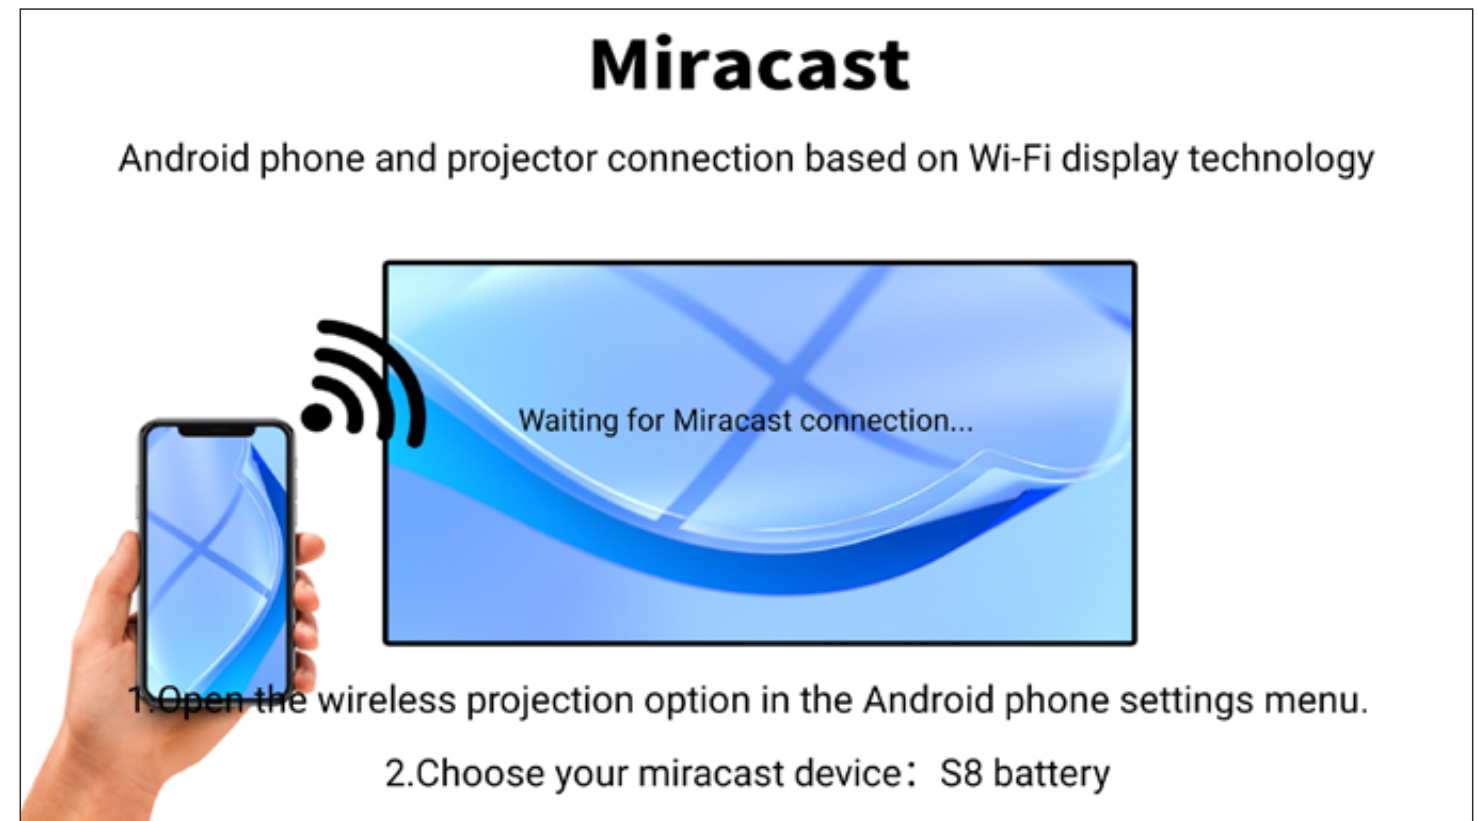 Miracast
Android phone and projector connection based on Wi-Fi display technology
Waiting for Miracast connection...
1.Open the wireless projection option in the Android phone settings menu.
2.Choose your miracast device： S8 battery